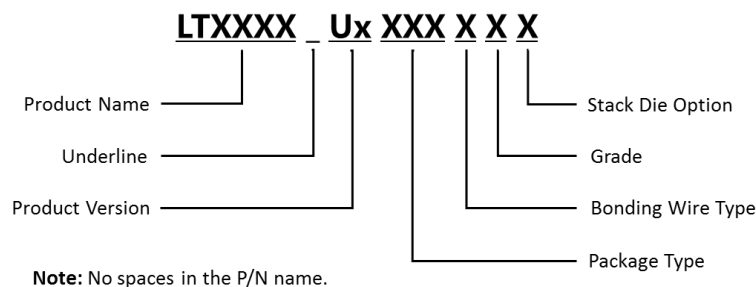 LTXXXX _ Ux XXX X X X
Product Name
Stack Die Option
Underline
Grade
Product Version
Bonding Wire Type
Package Type
Note: No spaces in the P/N name.